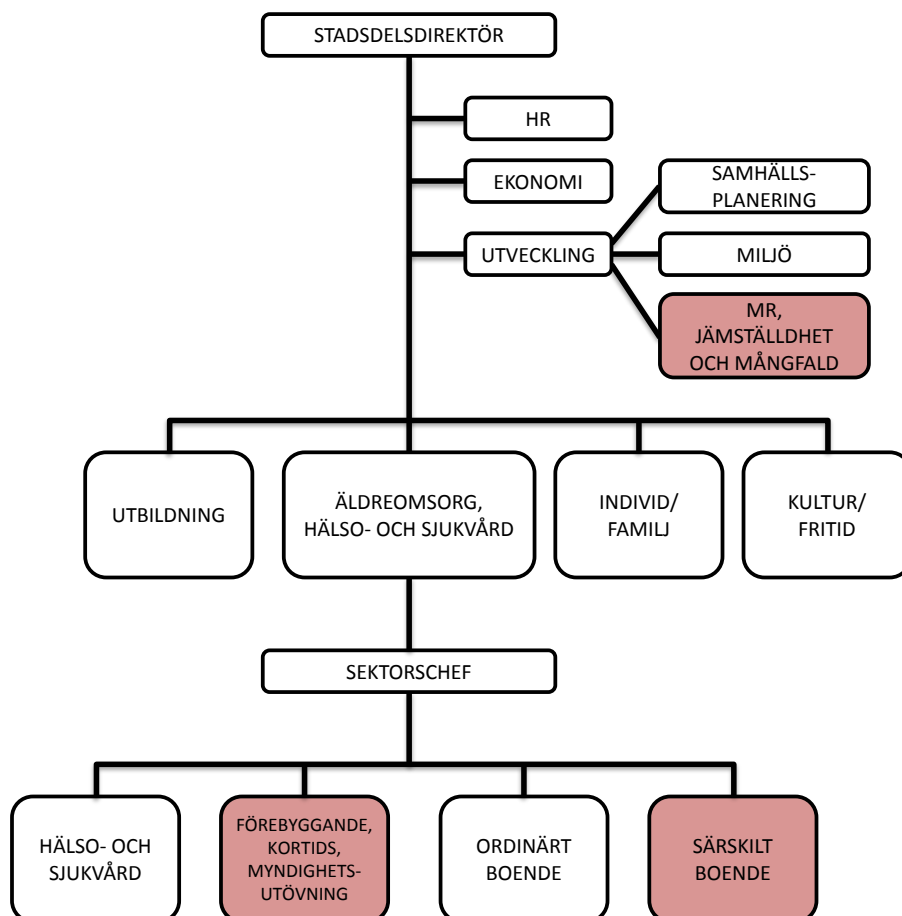 STADSDELSDIREKTÖR
HR
EKONOMI
UTVECKLING
SAMHÄLLS-
PLANERING
MILJÖ
MR,
JÄMSTÄLLDHET
OCH MÅNGFALD
UTBILDNING
ÄLDREOMSORG,
HÄLSO- OCH SJUKVÅRD
INDIVID/
FAMILJ
KULTUR/
FRITID
SEKTORSCHEF
HÄLSO- OCH
SJUKVÅRD
FÖREBYGGANDE,
KORTIDS,
MYNDIGHETS-
UTÖVNING
ORDINÄRT
BOENDE
SÄRSKILT
BOENDE